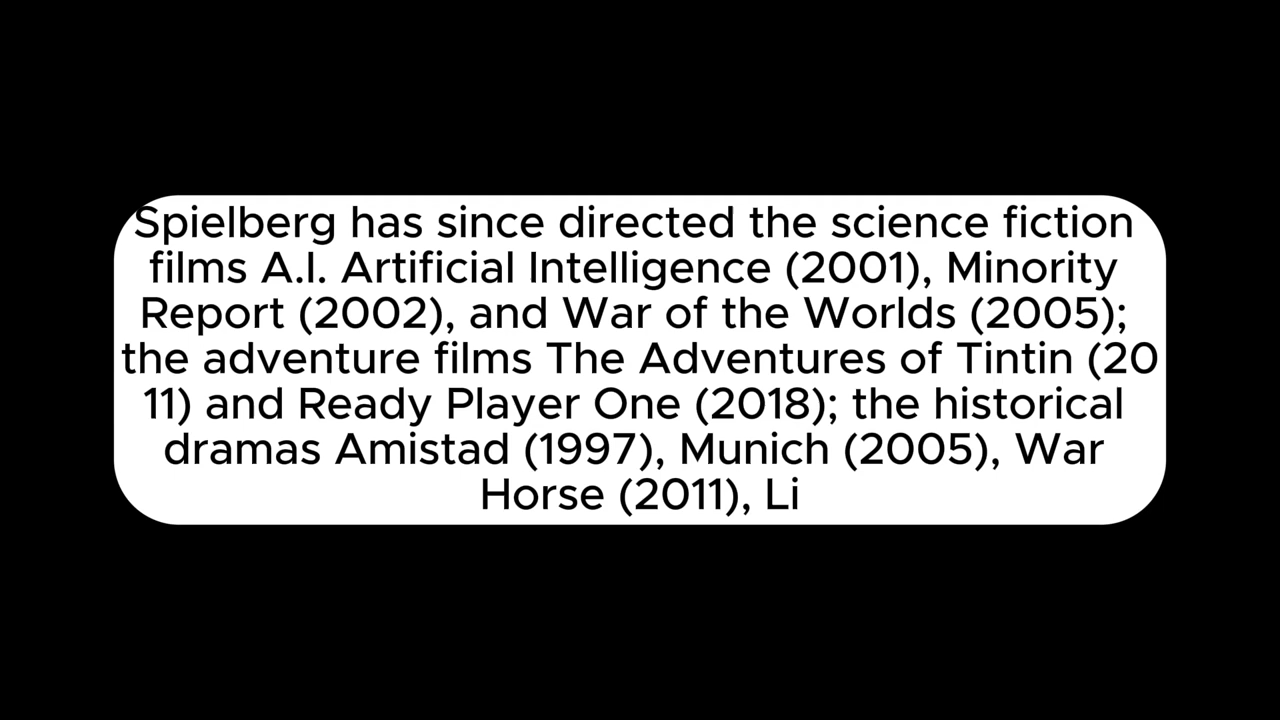 Spielberg has since directed the science fiction
films A.I. Artificial Intelligence (2001), Minority
Report (2002), and War of the Worlds (2005);
the adventure films The Adventures of Tintin (20
11) and Ready Player One (2018); the historical
dramas Amistad (1997), Munich (2005), War
Horse (2011), Li